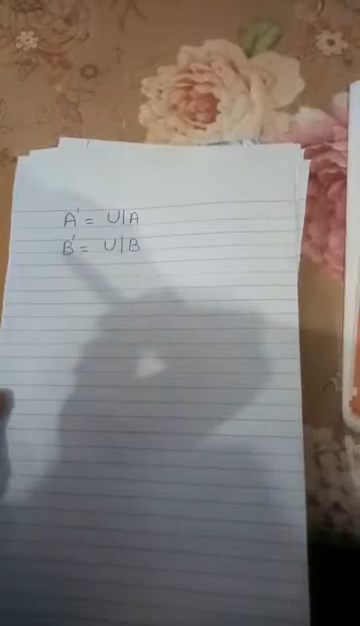 A' = U|A
B' = U|B